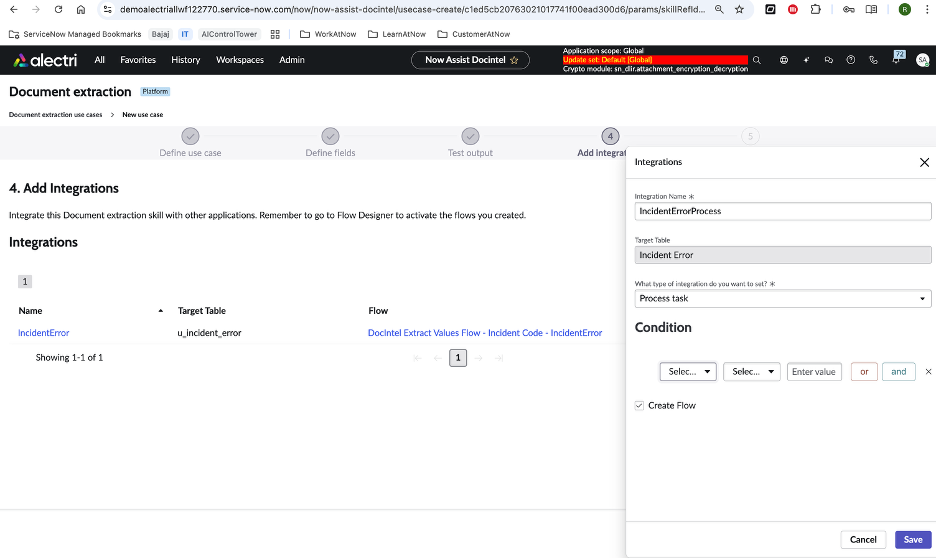 demoalectriallwf122770.service-now.com/now/now-assist-docintel/usecase-create/c1ed5cb20763021017741f00ead300d6/params/skillRefId...
R
ServiceNow Managed Bookmarks Bajaj IT AIControlTower WorkAtNow LearnAtNow CustomerAtNow
alectri All Favorites History Workspaces Admin Now Assist Docintel
Application scope: Global
Update set: Default [Global]
Crypto module: sn_dlir.attachment_encryption_decryption
72
SA
Document extraction Platform
Document extraction use cases > New use case
4 5
Define use case Define fields Test output Add integrat
4. Add Integrations
Integrate this Document extraction skill with other applications. Remember to go to Flow Designer to activate the flows you created.
Integrations
1
Name Target Table Flow
IncidentError u_incident_error DocIntel Extract Values Flow - Incident Code - IncidentError
Showing 1-1 of 1 1
Integrations
Integration Name *
IncidentErrorProcess
Target Table
Incident Error
What type of integration do you want to set? *
Process task
Condition
Selec... Selec... Enter value or and
Create Flow
Cancel Save